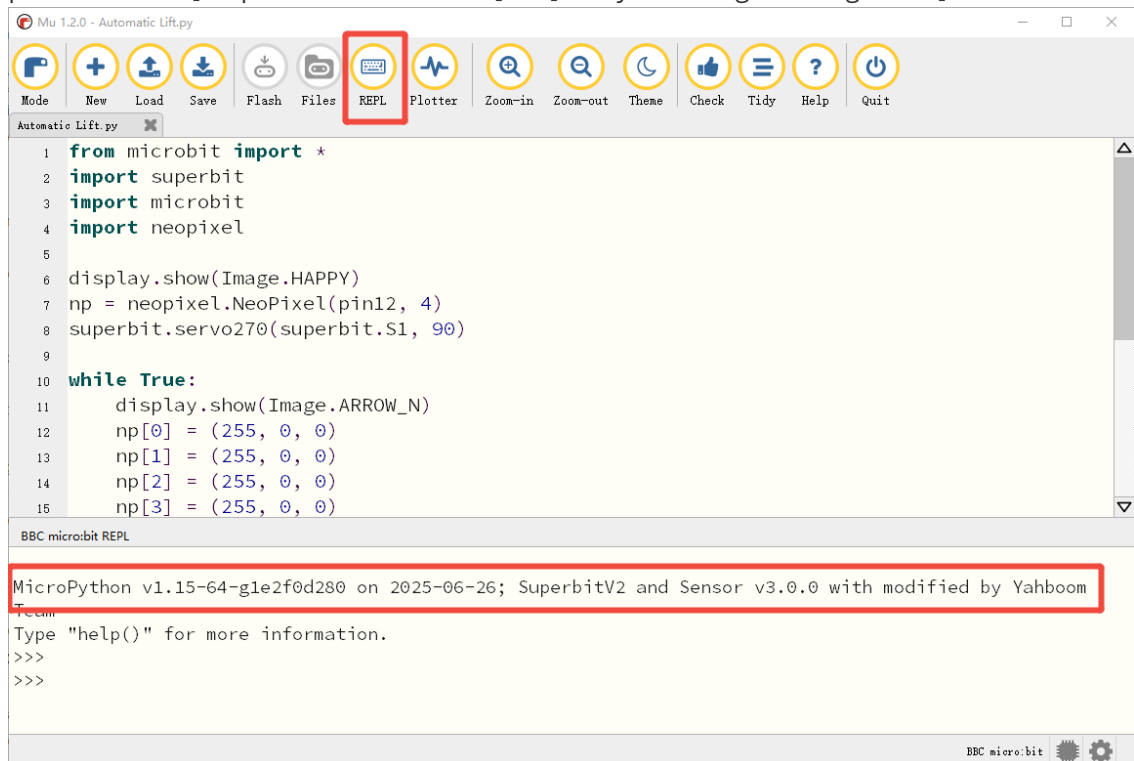 Mu 1.2.0 - Automatic Lift.py
Mode New Load Save Flash Files REPL Plotter Zoom-in Zoom-out Theme Check Tidy Help Quit
Automatic Lift.py
1 from microbit import *
2 import superbit
3 import microbit
4 import neopixel
5
6 display.show(Image.HAPPY)
7 np = neopixel.NeoPixel(pin12, 4)
8 superbit.servo270(superbit.S1, 90)
9
10 while True:
11 display.show(Image.ARROW_N)
12 np[0] = (255, 0, 0)
13 np[1] = (255, 0, 0)
14 np[2] = (255, 0, 0)
15 np[3] = (255, 0, 0)
BBC micro:bit REPL
MicroPython v1.15-64-g1e2f0d280 on 2025-06-26; SuperbitV2 and Sensor v3.0.0 with modified by Yahboom
Team
Type "help()" for more information.
>>>
>>>
BBC micro:bit